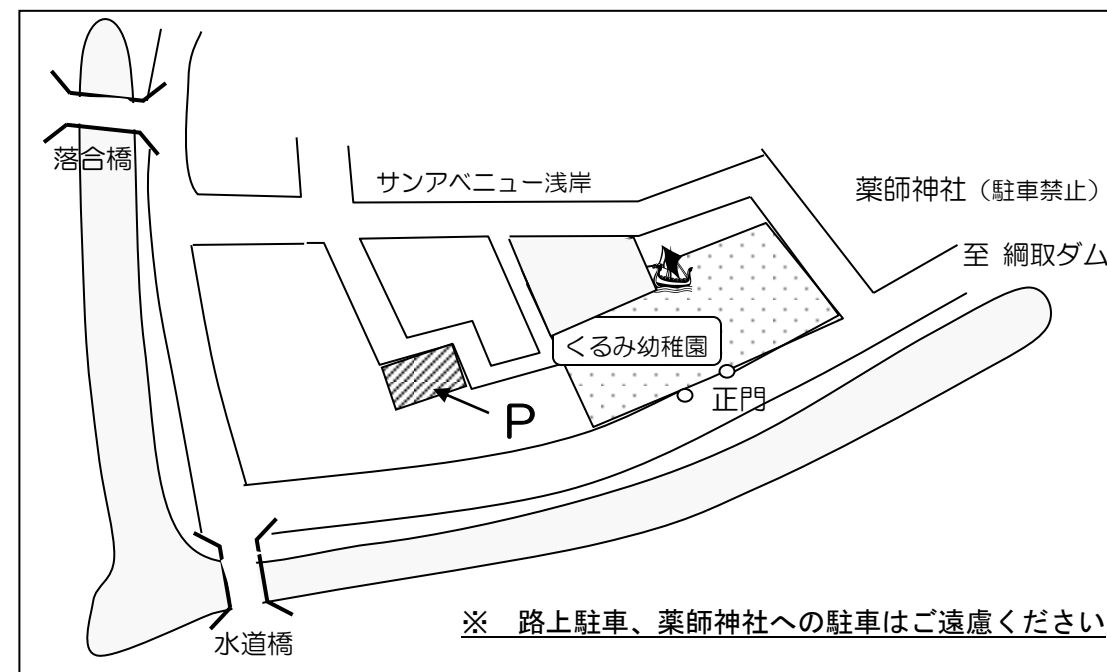 落合橋
サンアベニュー浅岸
薬師神社（駐車禁止）
至 綱取ダム
くるみ幼稚園
正門
P
※　路上駐車、薬師神社への駐車はご遠慮ください
水道橋